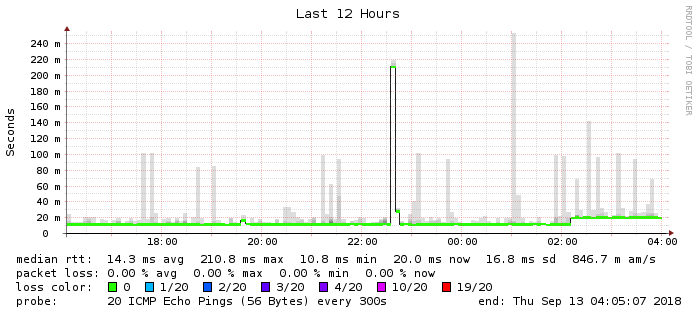 Last 12 Hours
RRDTOOL / TOBI OETIKER
Seconds
240 m
220 m
200 m
180 m
160 m
140 m
120 m
100 m
80 m
60 m
40 m
20 m
0
18:00 20:00 22:00 00:00 02:00 04:00
median rtt: 14.3 ms avg 210.8 ms max 10.8 ms min 20.0 ms now 16.8 ms sd 846.7 m am/s
packet loss: 0.00 % avg 0.00 % max 0.00 % min 0.00 % now
loss color: 0 1/20 2/20 3/20 4/20 10/20 19/20
probe: 20 ICMP Echo Pings (56 Bytes) every 300s end: Thu Sep 13 04:05:07 2018